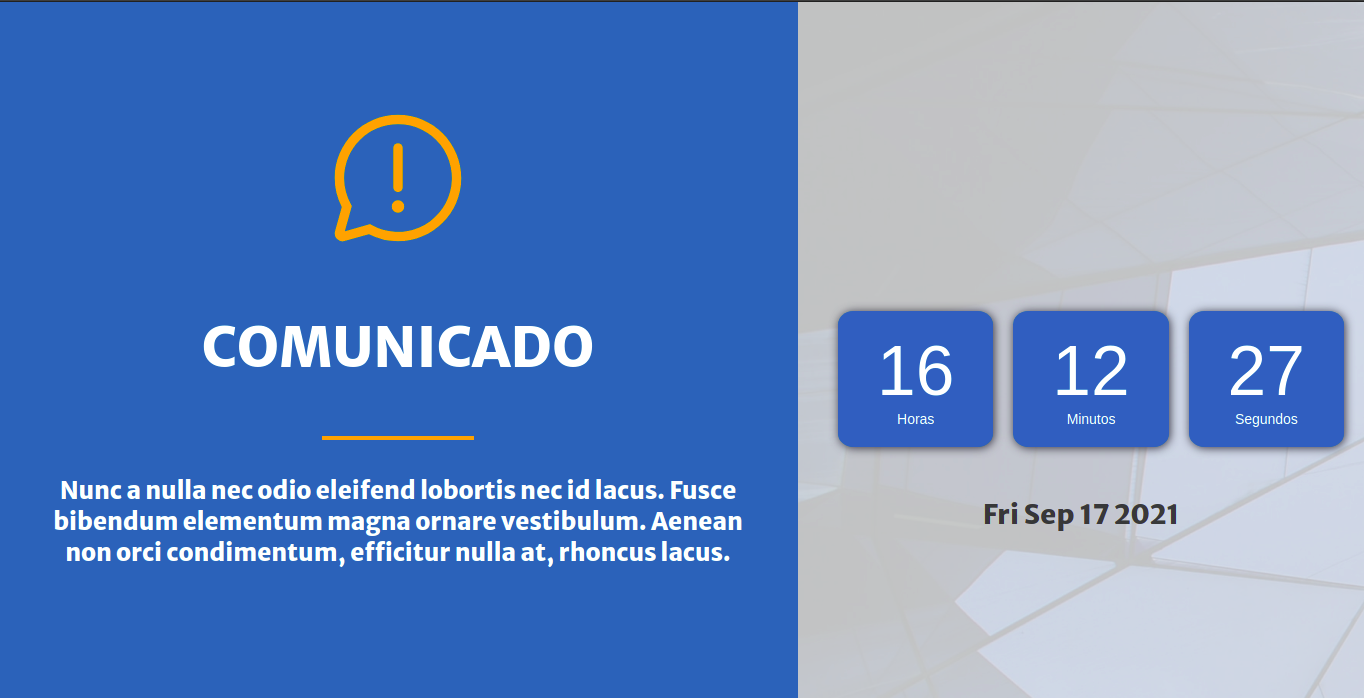 COMUNICADO
Nunc a nulla nec odio eleifend lobortis nec id lacus. Fusce
bibendum elementum magna ornare vestibulum. Aenean
non orci condimentum, efficitur nulla at, rhoncus lacus.
16 12 27
Horas Minutos Segundos
Fri Sep 17 2021